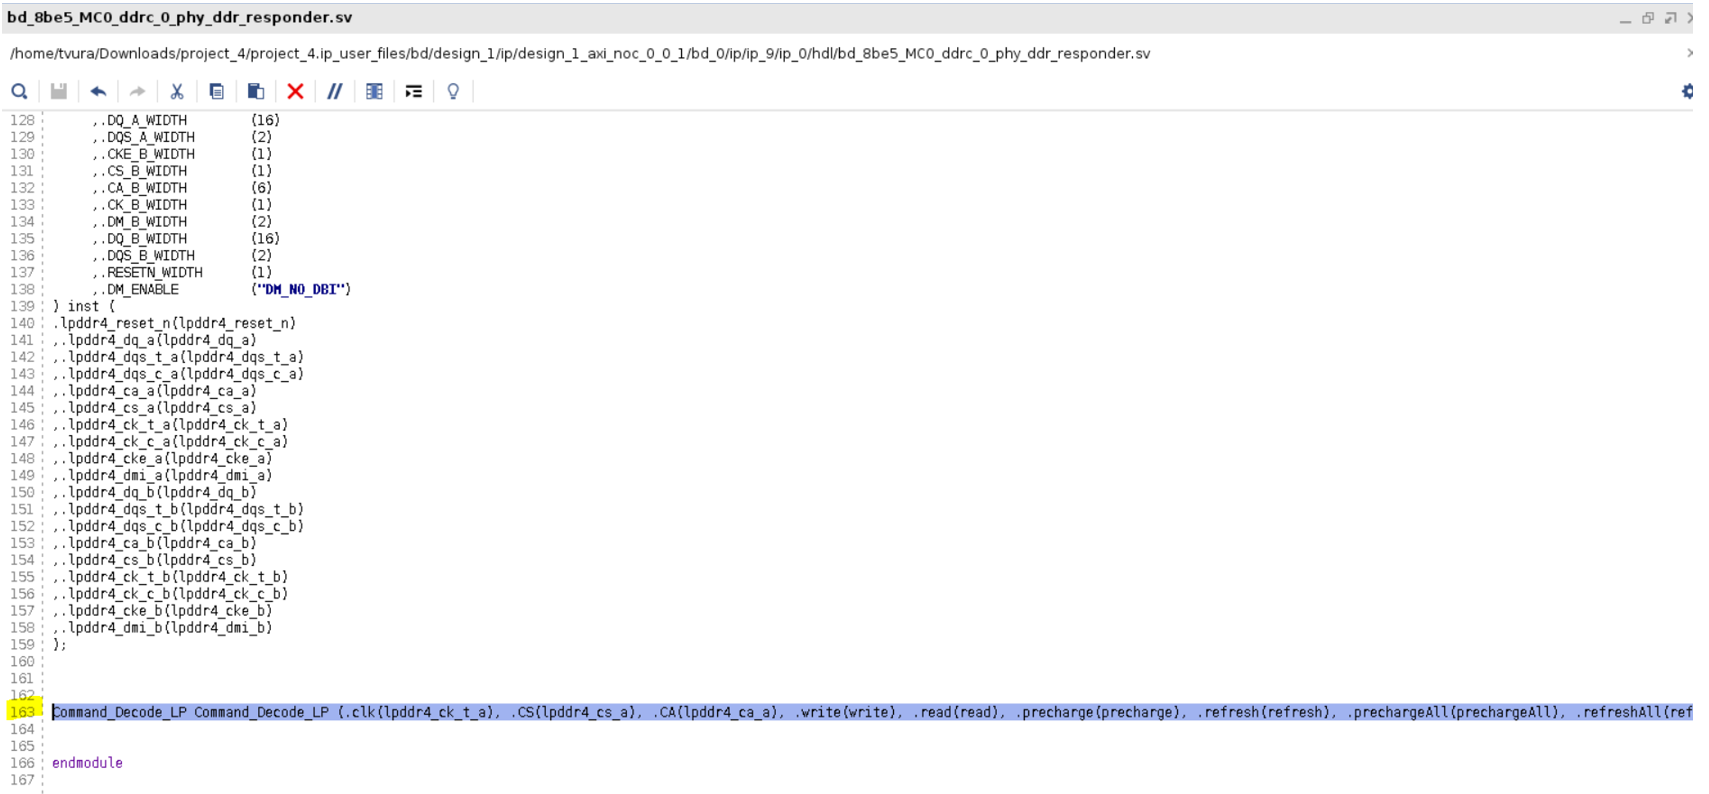 bd_8be5_MC0_ddrc_0_phy_ddr_responder.sv
/home/tvura/Downloads/project_4/project_4.ip_user_files/bd/design_1/ip/design_1_axi_noc_0_0_1/bd_0/ip/ip_9/ip_0/hdl/bd_8be5_MC0_ddrc_0_phy_ddr_responder.sv
128 ,.DQ_A_WIDTH (16)
129 ,.DQS_A_WIDTH (2)
130 ,.CKE_B_WIDTH (1)
131 ,.CS_B_WIDTH (1)
132 ,.CA_B_WIDTH (6)
133 ,.CK_B_WIDTH (1)
134 ,.DM_B_WIDTH (2)
135 ,.DQ_B_WIDTH (16)
136 ,.DQS_B_WIDTH (2)
137 ,.RESETN_WIDTH (1)
138 ,.DM_ENABLE ("DM_NO_DBI")
139 ) inst (
140 .lpddr4_reset_n(lpddr4_reset_n)
141 ,.lpddr4_dq_a(lpddr4_dq_a)
142 ,.lpddr4_dqs_t_a(lpddr4_dqs_t_a)
143 ,.lpddr4_dqs_c_a(lpddr4_dqs_c_a)
144 ,.lpddr4_ca_a(lpddr4_ca_a)
145 ,.lpddr4_cs_a(lpddr4_cs_a)
146 ,.lpddr4_ck_t_a(lpddr4_ck_t_a)
147 ,.lpddr4_ck_c_a(lpddr4_ck_c_a)
148 ,.lpddr4_cke_a(lpddr4_cke_a)
149 ,.lpddr4_dmi_a(lpddr4_dmi_a)
150 ,.lpddr4_dq_b(lpddr4_dq_b)
151 ,.lpddr4_dqs_t_b(lpddr4_dqs_t_b)
152 ,.lpddr4_dqs_c_b(lpddr4_dqs_c_b)
153 ,.lpddr4_ca_b(lpddr4_ca_b)
154 ,.lpddr4_cs_b(lpddr4_cs_b)
155 ,.lpddr4_ck_t_b(lpddr4_ck_t_b)
156 ,.lpddr4_ck_c_b(lpddr4_ck_c_b)
157 ,.lpddr4_cke_b(lpddr4_cke_b)
158 ,.lpddr4_dmi_b(lpddr4_dmi_b)
159 );
160
161
162
163 Command_Decode_LP Command_Decode_LP (.clk(lpddr4_ck_t_a), .CS(lpddr4_cs_a), .CA(lpddr4_ca_a), .write(write), .read(read), .precharge(precharge), .refresh(refresh), .prechargeAll(prechargeAll), .refreshAll(ref
164
165
166 endmodule
167